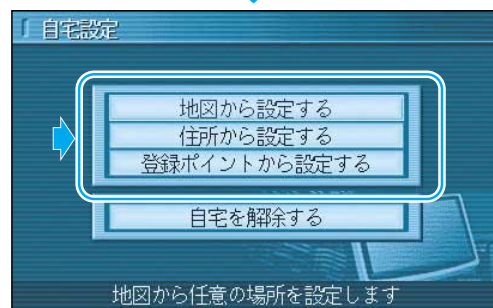 自宅設定
地図から設定する
住所から設定する
登録ポイントから設定する
自宅を解除する
地図から任意の場所を設定します